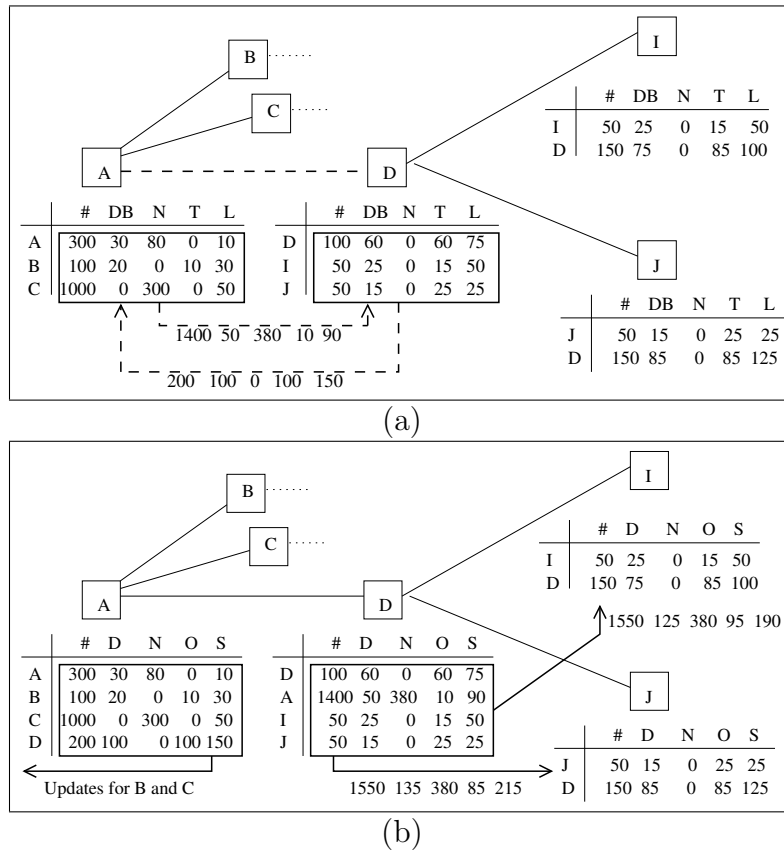 B
I
C
# DB N T L
I 50 25 0 15 50
D 150 75 0 85 100
A
D
# DB N T L
A 300 30 80 0 10
B 100 20 0 10 30
C 1000 0 300 0 50
# DB N T L
D 100 60 0 60 75
I 50 25 0 15 50
J 50 15 0 25 25
J
1400 50 380 10 90
200 100 0 100 150
# DB N T L
J 50 15 0 25 25
D 150 85 0 85 125
(a)
B
I
C
# D N O S
I 50 25 0 15 50
D 150 75 0 85 100
A
D
1550 125 380 95 190
# D N O S
A 300 30 80 0 10
B 100 20 0 10 30
C 1000 0 300 0 50
D 200 100 0 100 150
# D N O S
D 100 60 0 60 75
A 1400 50 380 10 90
I 50 25 0 15 50
J 50 15 0 25 25
J
Updates for B and C
1550 135 380 85 215
# D N O S
J 50 15 0 25 25
D 150 85 0 85 125
(b)